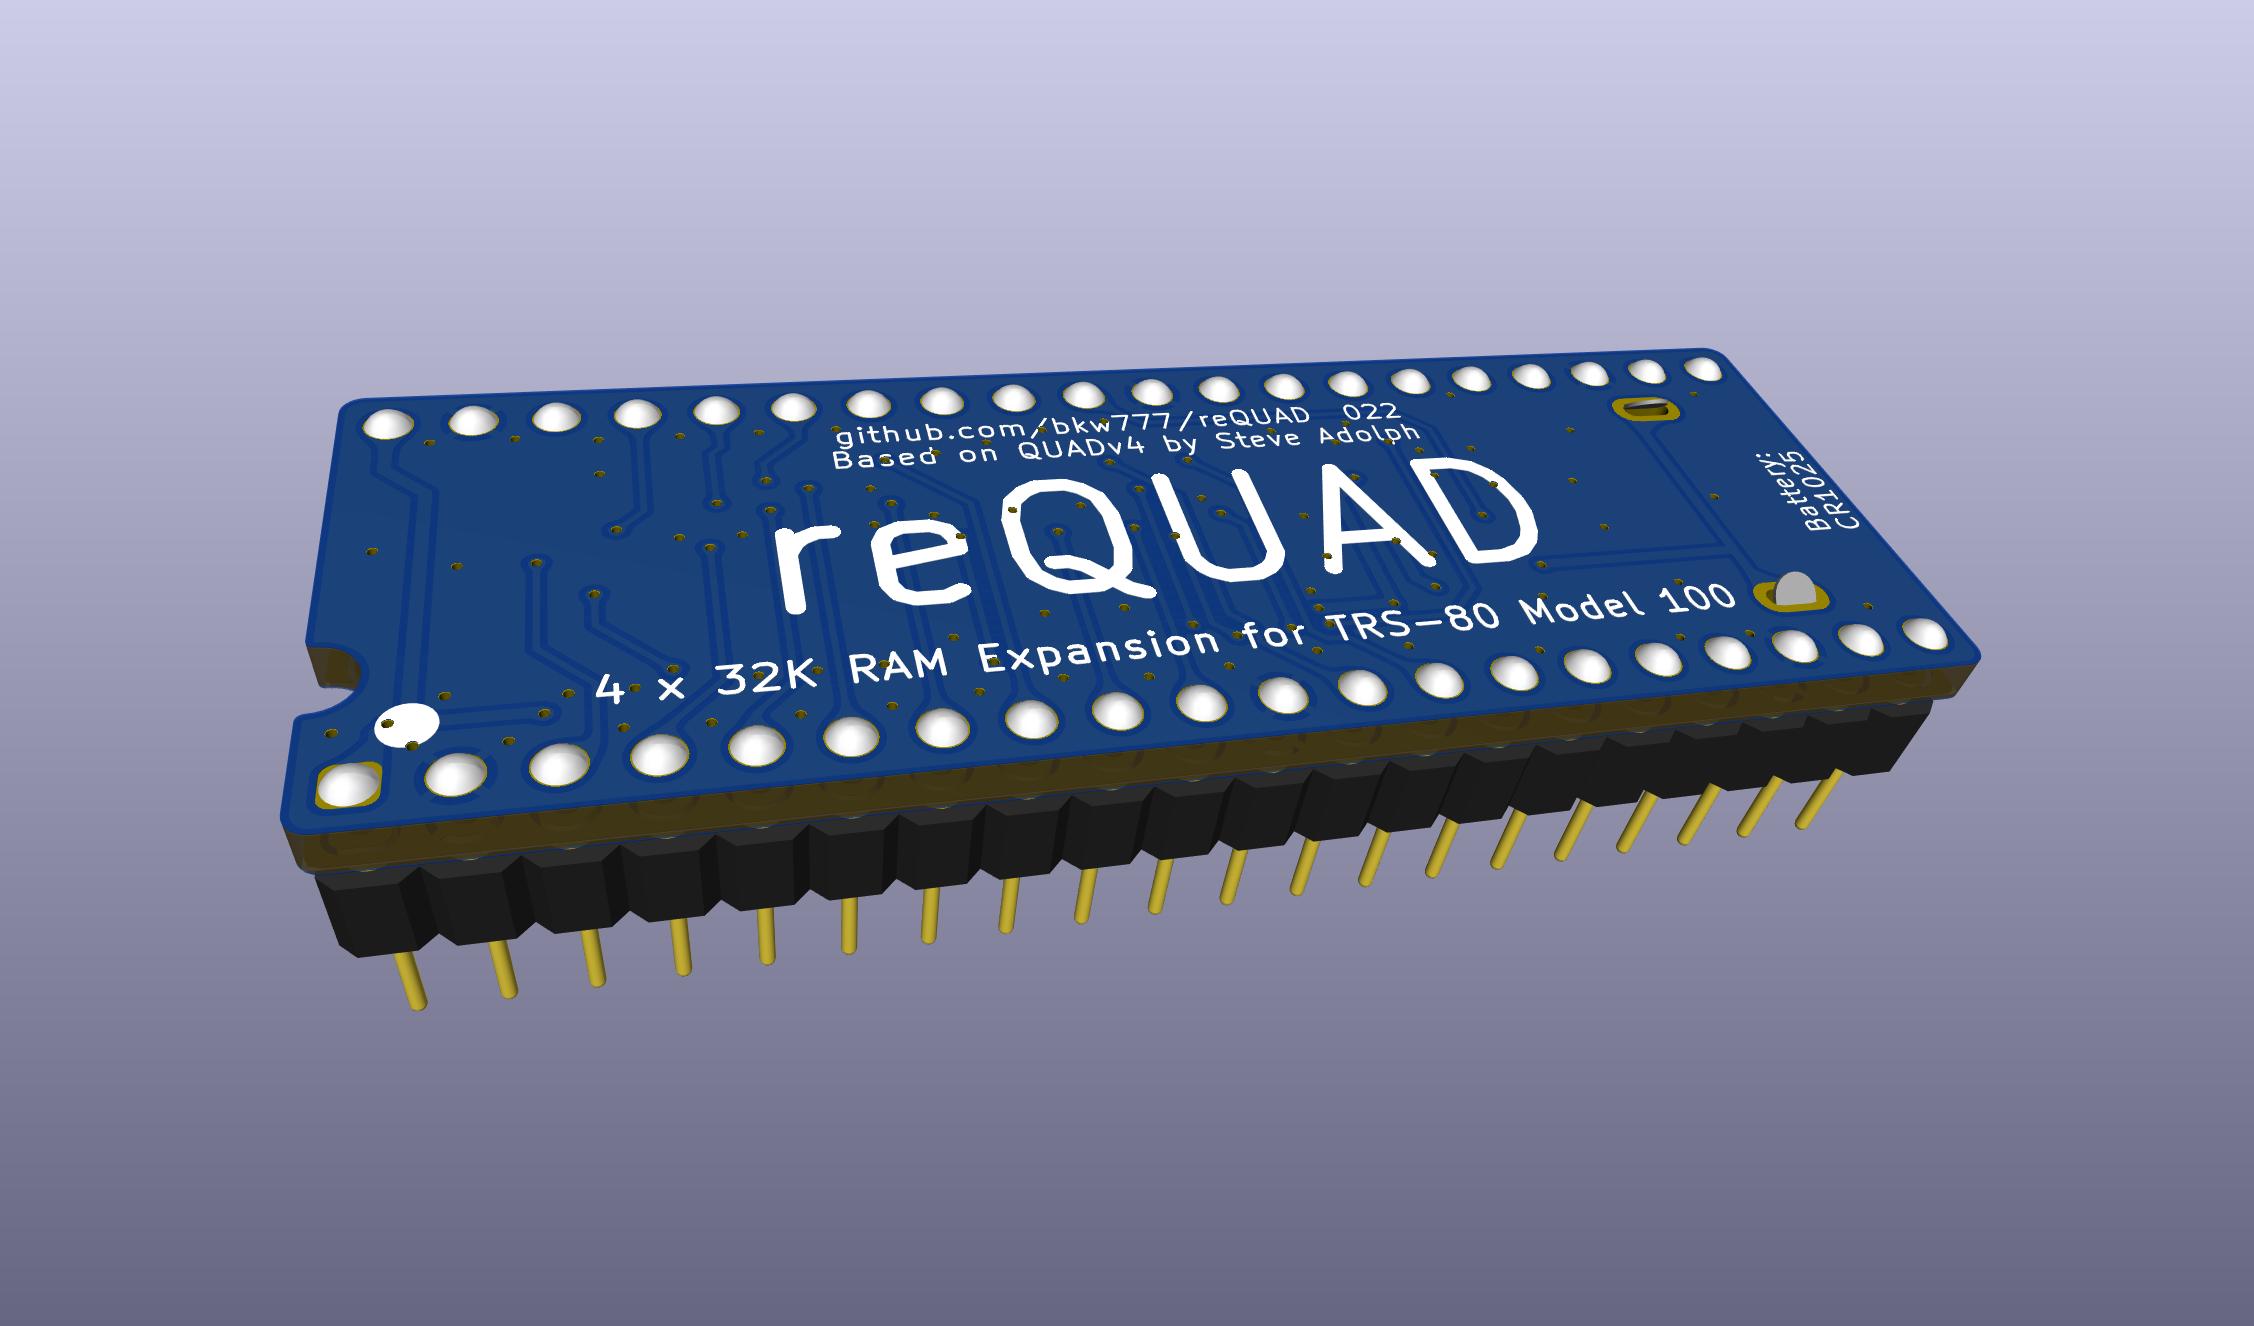 github.com/bkw777/reQUAD 022
Based on QUADv4 by Steve Adolph
reQUAD
4 x 32K RAM Expansion for TRS-80 Model 100
Battery:
CR1025